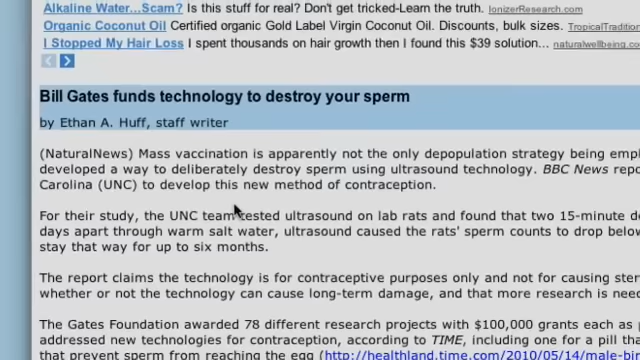 Alkaline Water…Scam? Is this stuff for real? Don't get tricked-Learn the truth. IonizerResearch.com
Organic Coconut Oil Certified organic Gold Label Virgin Coconut Oil. Discounts, bulk sizes. TropicalTradition
I Stopped My Hair Loss I spent thousands on hair growth then I found this $39 solution… naturalwellbeing.co
Bill Gates funds technology to destroy your sperm
by Ethan A. Huff, staff writer
(NaturalNews) Mass vaccination is apparently not the only depopulation strategy being emp
developed a way to deliberately destroy sperm using ultrasound technology. BBC News repo
Carolina (UNC) to develop this new method of contraception.
For their study, the UNC team tested ultrasound on lab rats and found that two 15-minute d
days apart through warm salt water, ultrasound caused the rats' sperm counts to drop below
stay that way for up to six months.
The report claims the technology is for contraceptive purposes only and not for causing ster
whether or not the technology can cause long-term damage, and that more research is need
The Gates Foundation awarded 78 different research projects with $100,000 grants each as p
addressed new technologies for contraception, according to TIME, including one for a pill th
that prevent sperm from reaching the egg (http://healthland.time.com/2010/05/14/male-bir